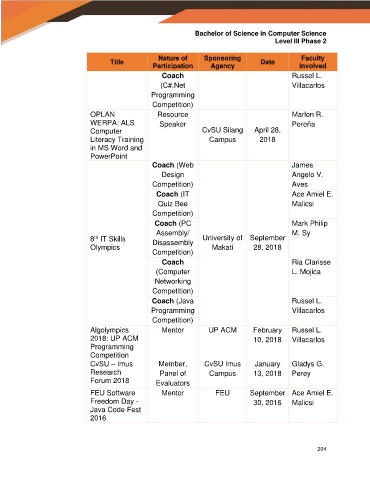 Bachelor of Science in Computer Science
Level III Phase 2
Title
Nature of
Participation
Sponsoring
Agency
Date
Faculty
Involved
Coach
(C#.Net
Programming
Competition)
Russel L.
Villacarlos
OPLAN
WERPA: ALS
Computer
Literacy Training
in MS Word and
PowerPoint
Resource
Speaker
CvSU Silang
Campus
April 28,
2018
Marlon R.
Pereña
8th IT Skills
Olympics
Coach (Web
Design
Competition)
University of
Makati
September
28, 2018
James
Angelo V.
Aves
Coach (IT
Quiz Bee
Competition)
Ace Amiel E.
Malicsi
Coach (PC
Assembly/
Disassembly
Competition)
Mark Philip
M. Sy
Coach
(Computer
Networking
Competition)
Ria Clarisse
L. Mojica
Coach (Java
Programming
Competition)
Russel L.
Villacarlos
Algolympics
2018: UP ACM
Programming
Competition
Mentor
UP ACM
February
10, 2018
Russel L.
Villacarlos
CvSU – Imus
Research
Forum 2018
Member,
Panel of
Evaluators
CvSU Imus
Campus
January
13, 2018
Gladys G.
Perey
FEU Software
Freedom Day -
Java Code Fest
2016
Mentor
FEU
September
30, 2016
Ace Amiel E.
Malicsi
204